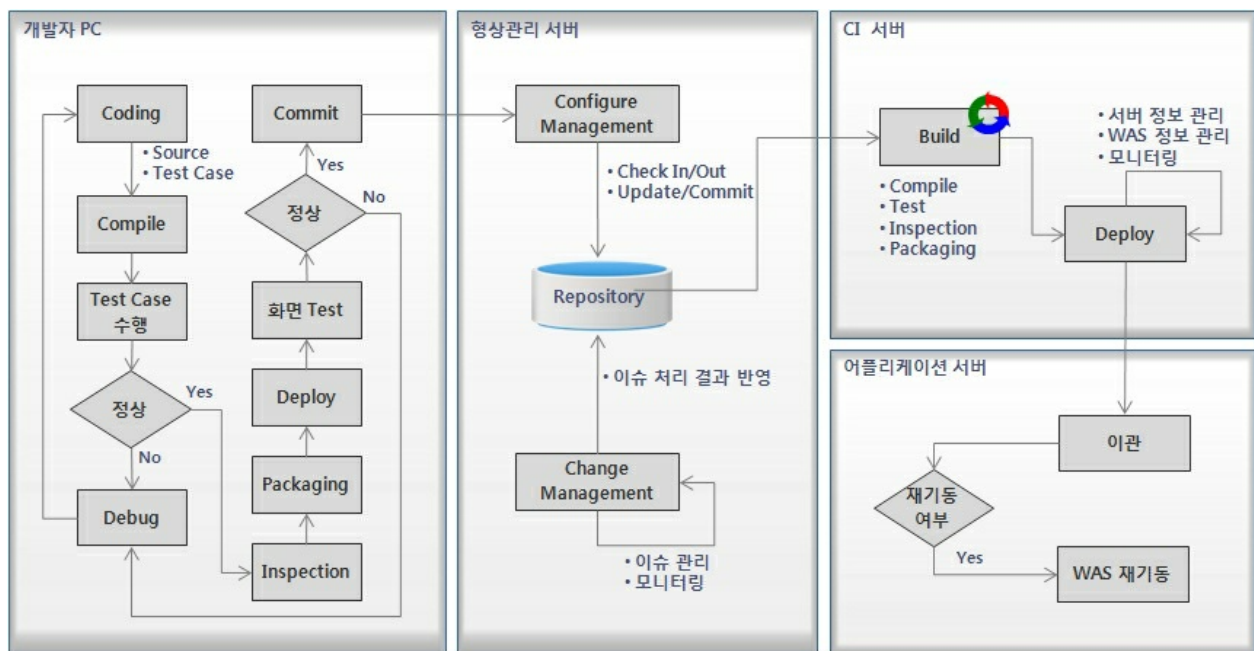 개발자 PC
Coding
• Source
• Test Case
Compile
Test Case
수행
정상
Yes
No
Debug
Commit
Yes
No
정상
화면 Test
Deploy
Packaging
Inspection
형상관리 서버
Configure
Management
• Check In/Out
• Update/Commit
Repository
• 이슈 처리 결과 반영
Change
Management
• 이슈 관리
• 모니터링
CI 서버
Build
• Compile
• Test
• Inspection
• Packaging
• 서버 정보 관리
• WAS 정보 관리
• 모니터링
Deploy
어플리케이션 서버
이관
재기동
여부
Yes
WAS 재기동